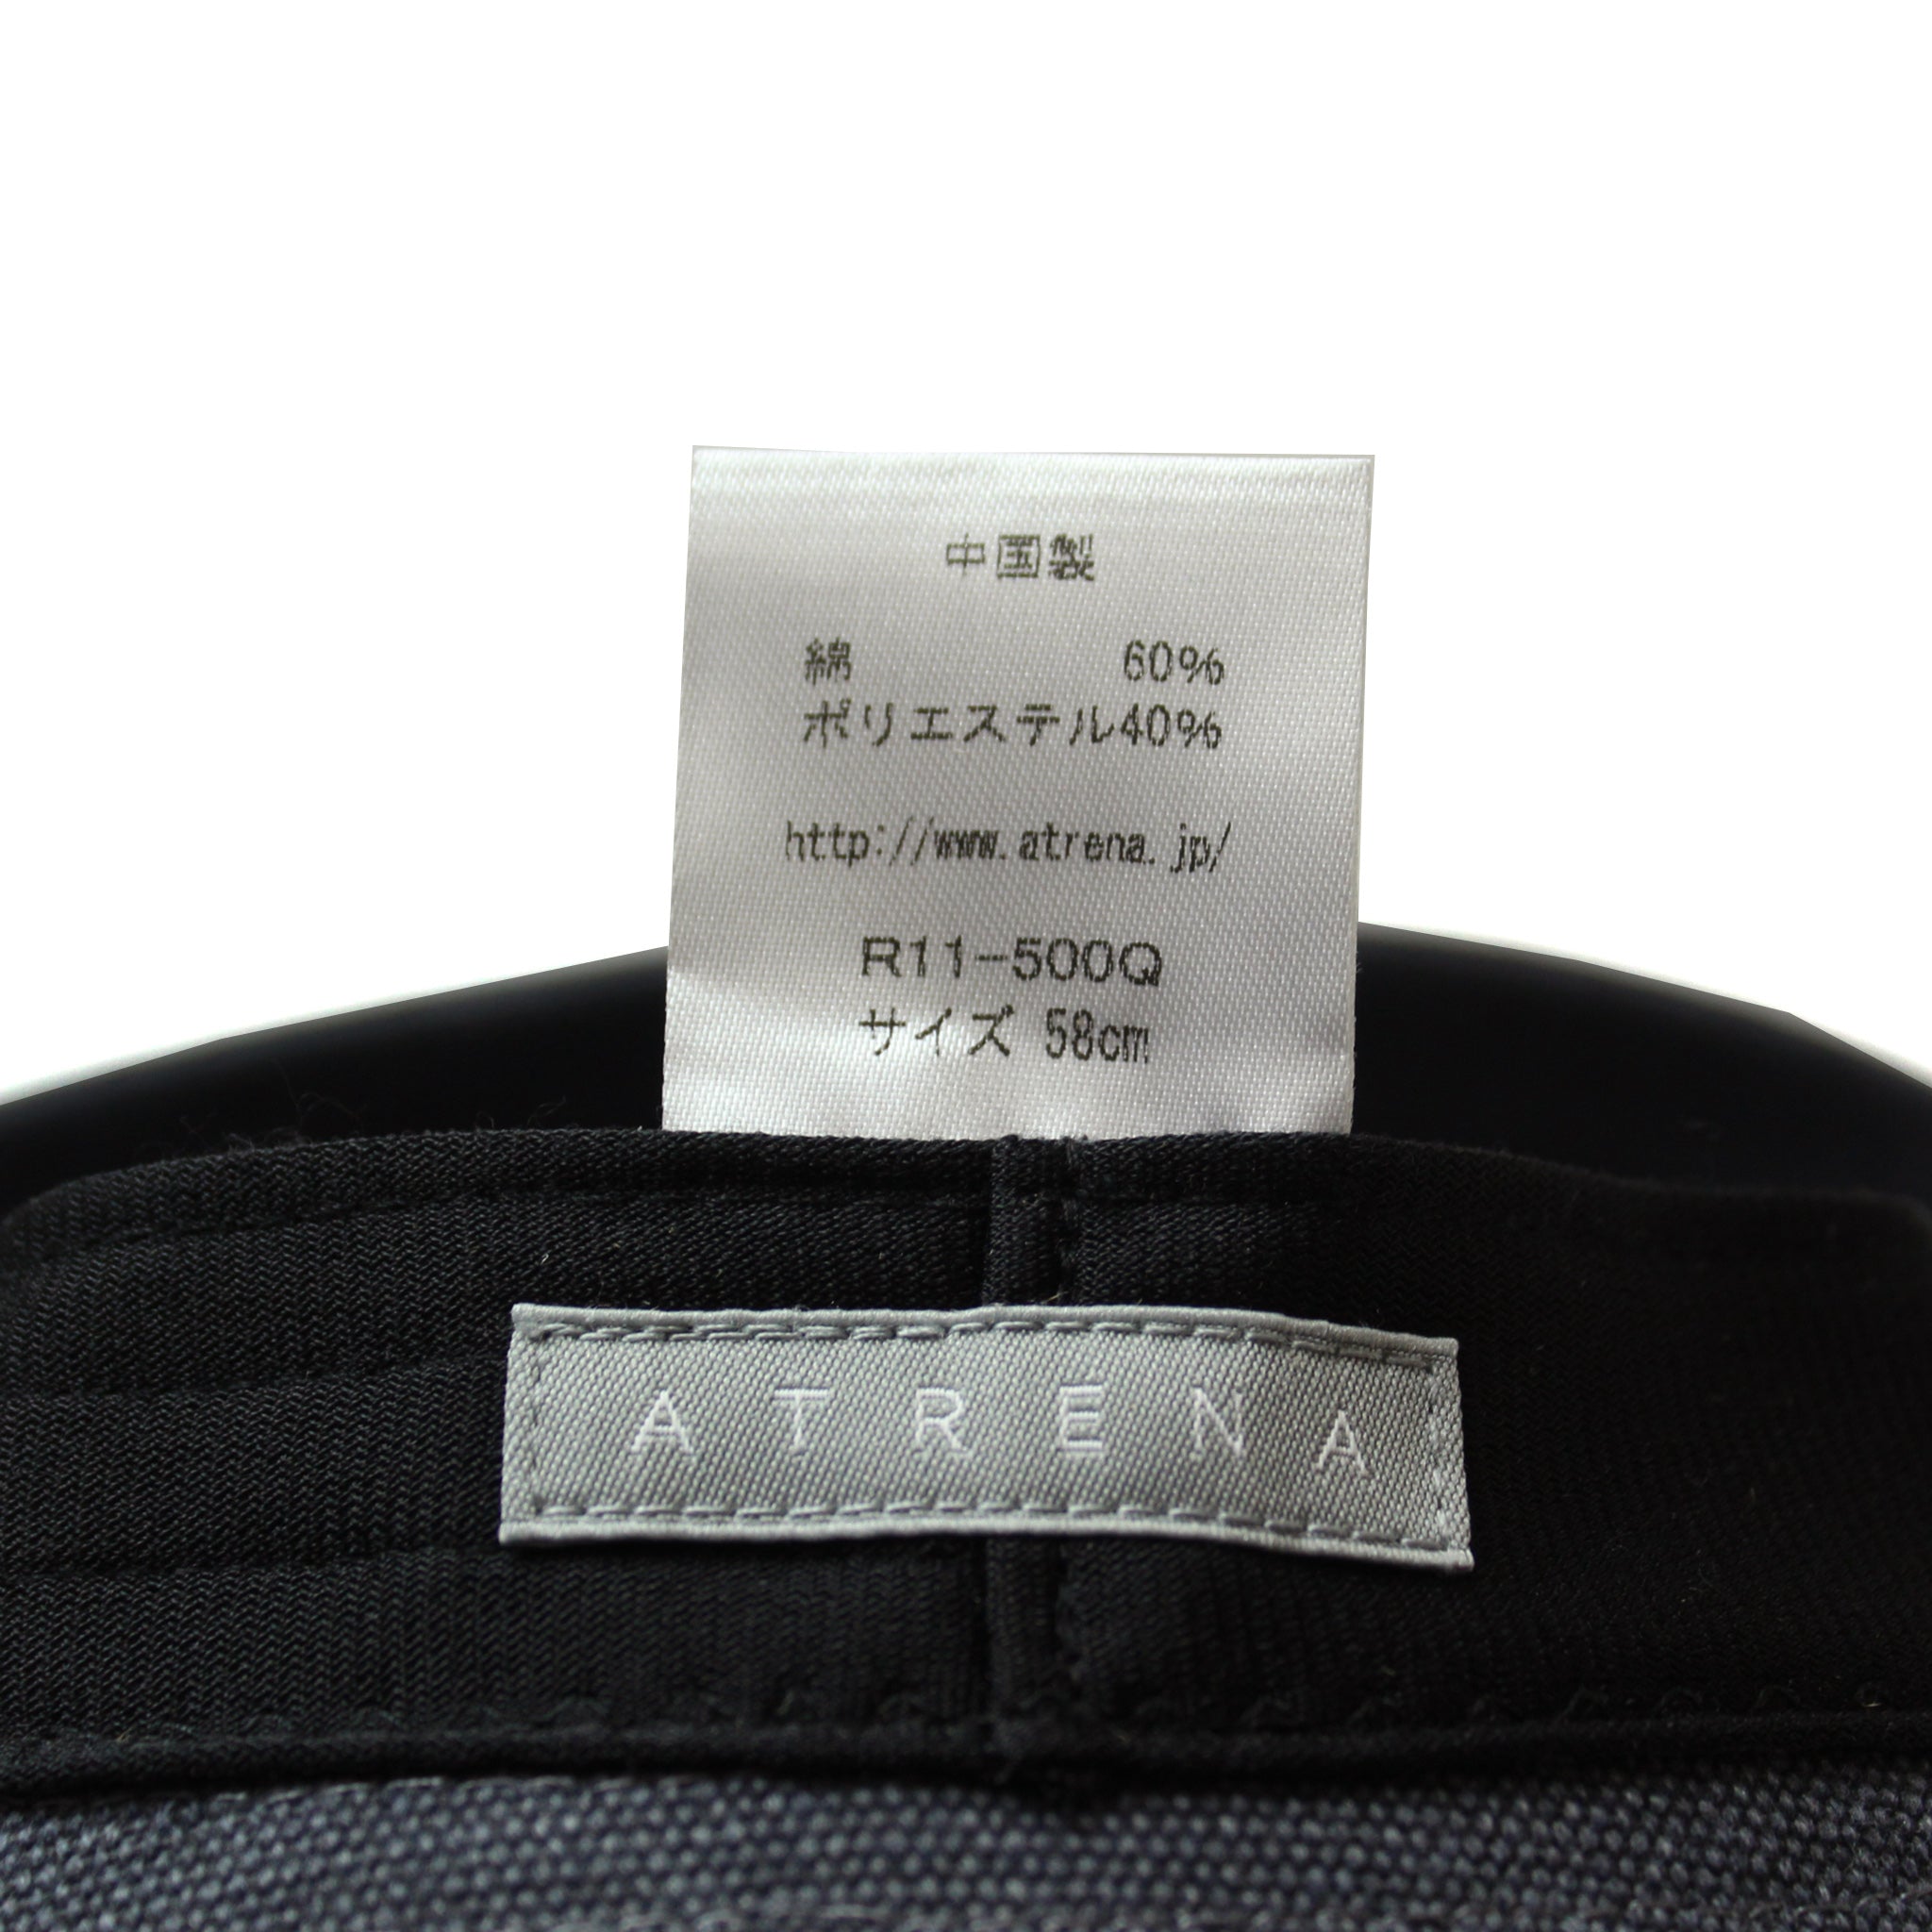 中国製
綿 60%
ポリエステル40%
http://www.atrena.jp/
R11-500Q
サイズ 58cm
ATRENA